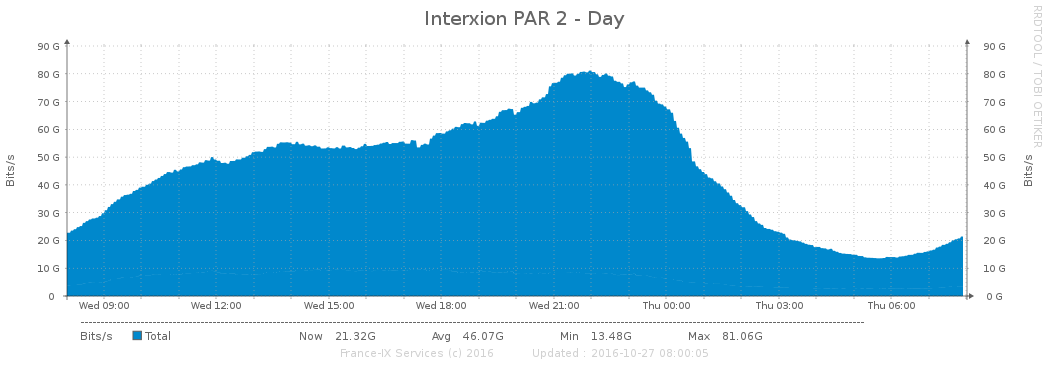 Interxion PAR 2 - Day
RRDTOOL / TOBI OETIKER
90 G 90 G
80 G 80 G
70 G 70 G
60 G 60 G
50 G 50 G
40 G 40 G
30 G 30 G
20 G 20 G
10 G 10 G
0 0 G
Bits/s
Bits/s
Wed 09:00 Wed 12:00 Wed 15:00 Wed 18:00 Wed 21:00 Thu 00:00 Thu 03:00 Thu 06:00
Bits/s Total Now 21.32G Avg 46.07G Min 13.48G Max 81.06G
France-IX Services (c) 2016 Updated : 2016-10-27 08:00:05